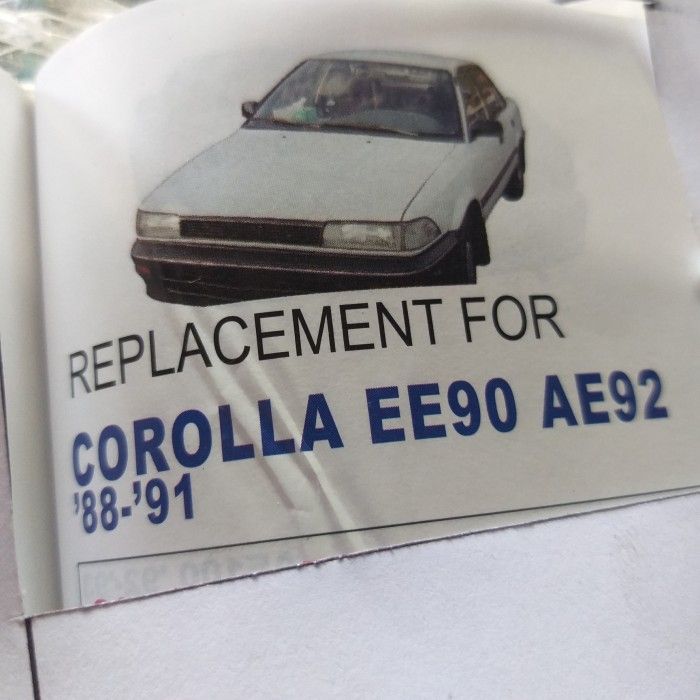 REPLACEMENT FOR
COROLLA EE90 AE92
'88-'91